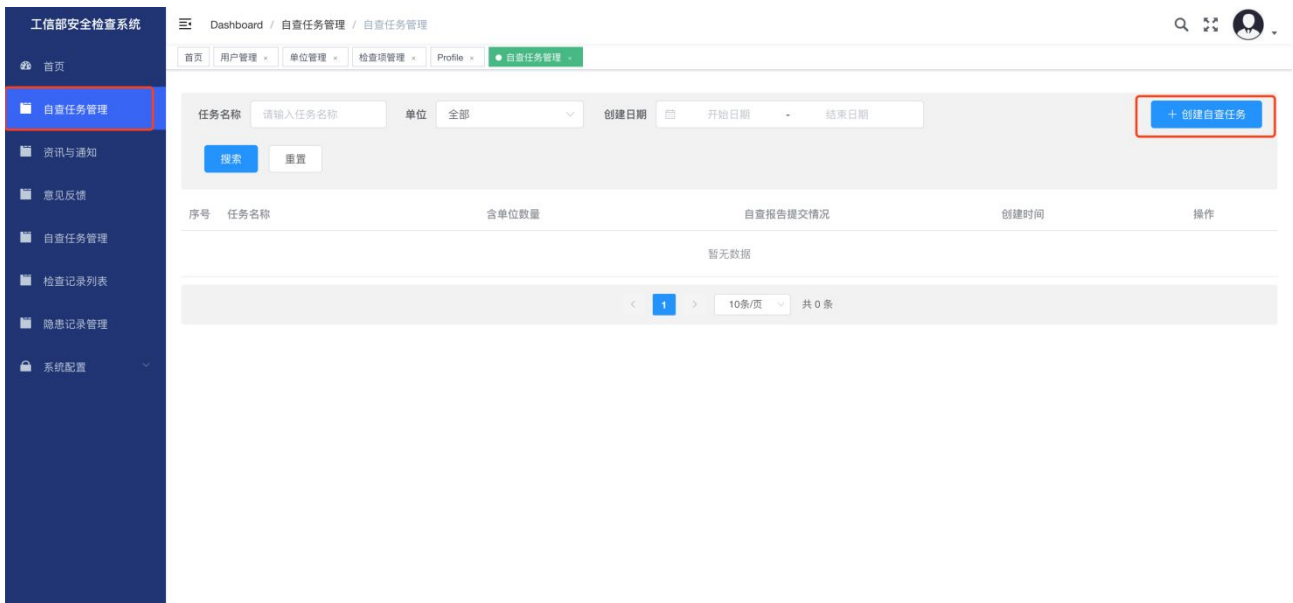 工信部安全检查系统
Dashboard / 自查任务管理 / 自查任务管理
首页 用户管理 × 单位管理 × 检查项管理 × Profile × 自查任务管理 ×
首页
自查任务管理
资讯与通知
意见反馈
自查任务管理
检查记录列表
隐患记录管理
系统配置
任务名称 请输入任务名称 单位 全部 创建日期 开始日期 - 结束日期 + 创建自查任务
搜索 重置
序号 任务名称 含单位数量 自查报告提交情况 创建时间 操作
暂无数据
< 1 > 10条/页 共 0 条